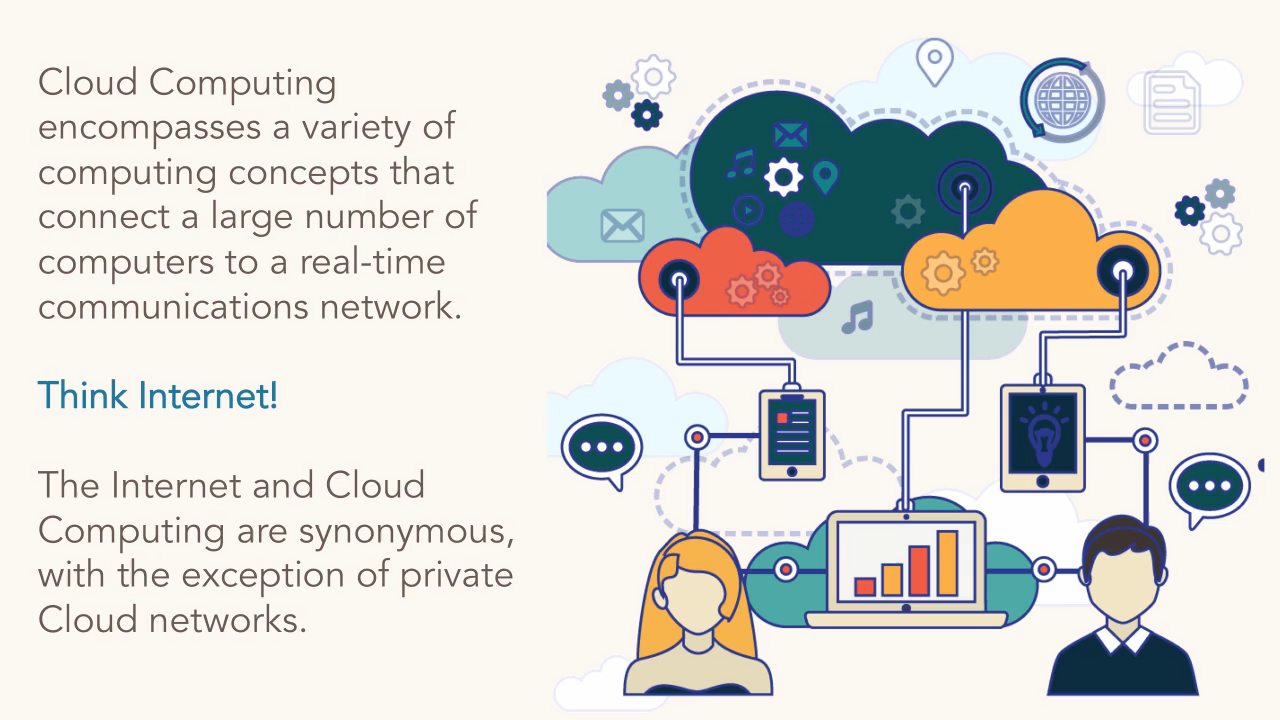 Cloud Computing
encompasses a variety of
computing concepts that
connect a large number of
computers to a real-time
communications network.
Think Internet!
The Internet and Cloud
Computing are synonymous,
with the exception of private
Cloud networks.